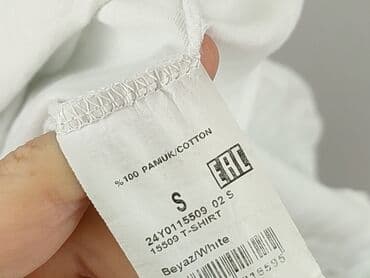 %100 PAMUK/COTTON
S
EAC
24Y0115509 02 S
15509 T-SHIRT
Beyaz/White